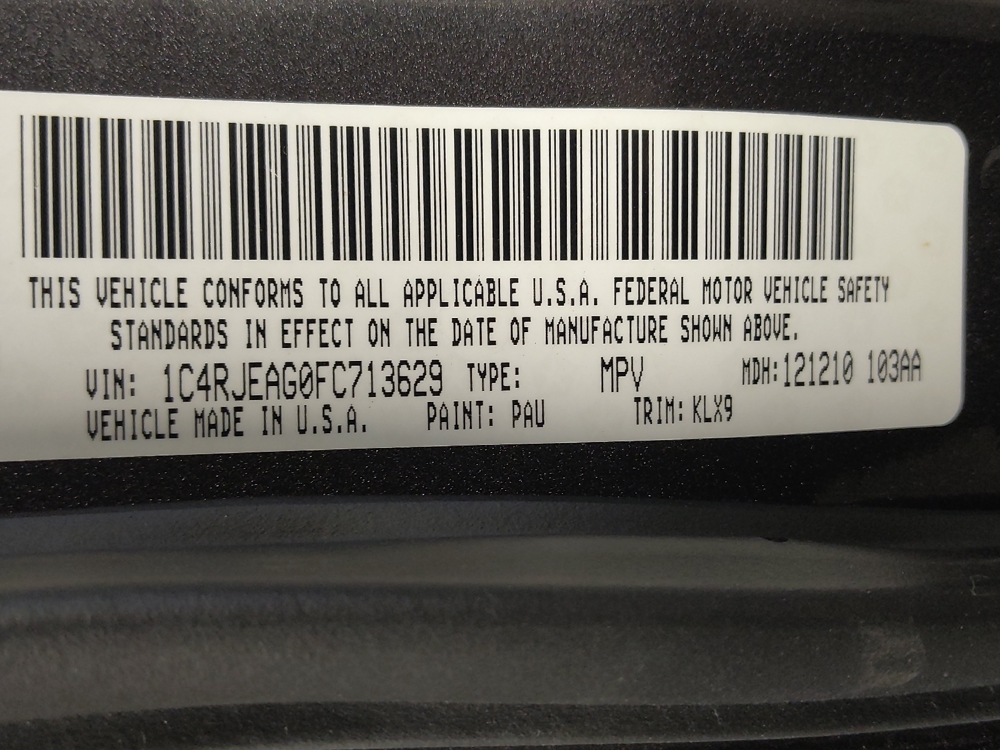 THIS VEHICLE CONFORMS TO ALL APPLICABLE U.S.A. FEDERAL MOTOR VEHICLE SAFETY
STANDARDS IN EFFECT ON THE DATE OF MANUFACTURE SHOWN ABOVE.
VIN: 1C4RJEAG0FC713629 TYPE: MPV MDH:121210 103AA
VEHICLE MADE IN U.S.A. PAINT: PAU TRIM: KLX9